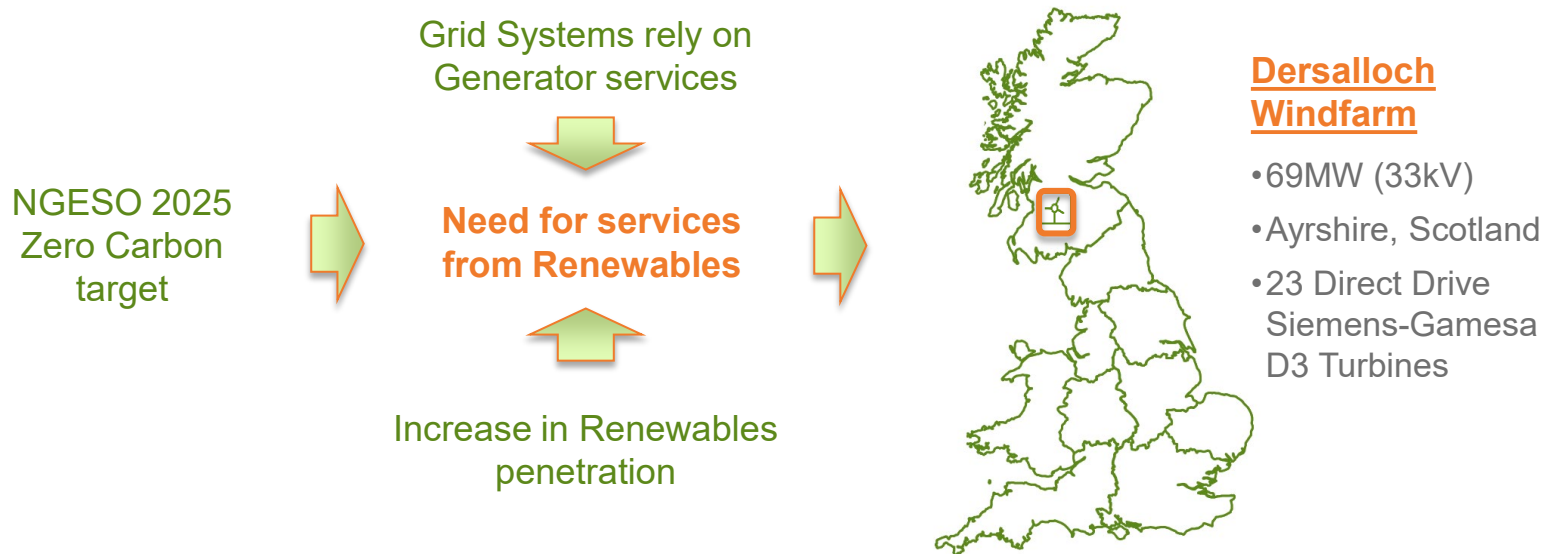 Grid Systems rely on
Generator services
NGESO 2025
Zero Carbon
target
Need for services
from Renewables
Increase in Renewables
penetration
Dersalloch
Windfarm
•69MW (33kV)
•Ayrshire, Scotland
•23 Direct Drive
Siemens-Gamesa
D3 Turbines